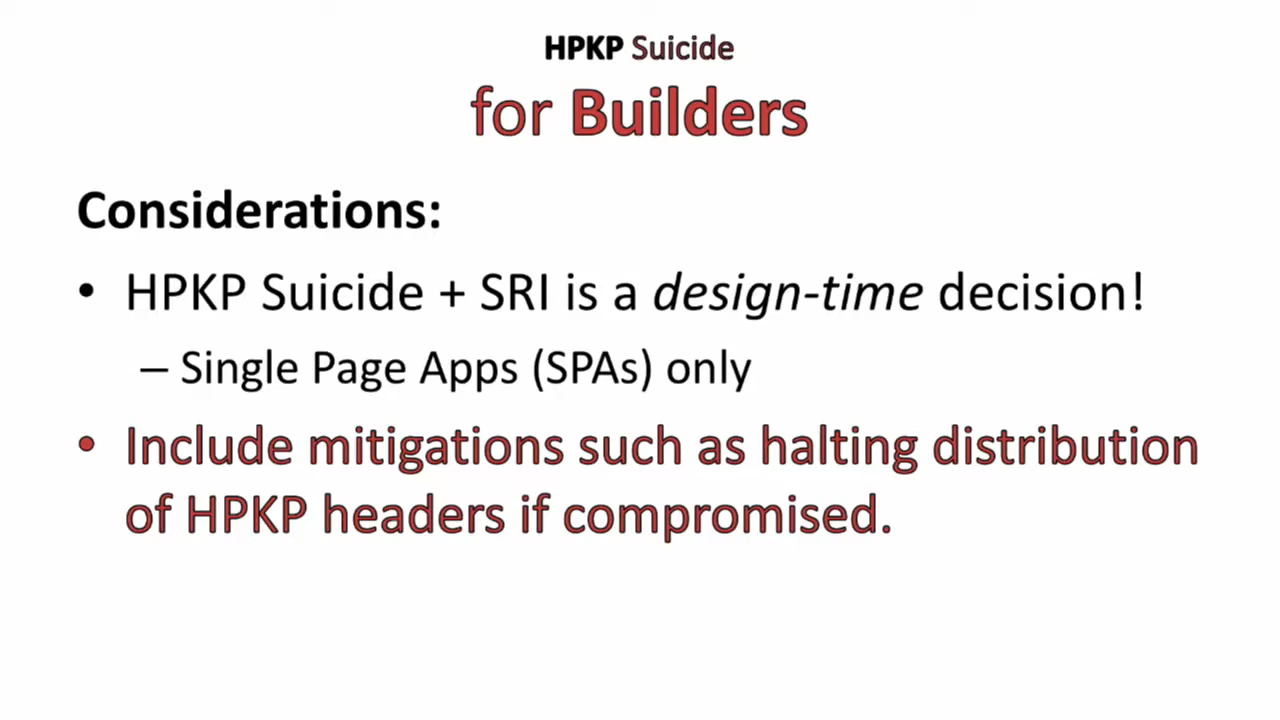 HPKP Suicide
for Builders
Considerations:
• HPKP Suicide + SRI is a design-time decision!
– Single Page Apps (SPAs) only
• Include mitigations such as halting distribution
of HPKP headers if compromised.